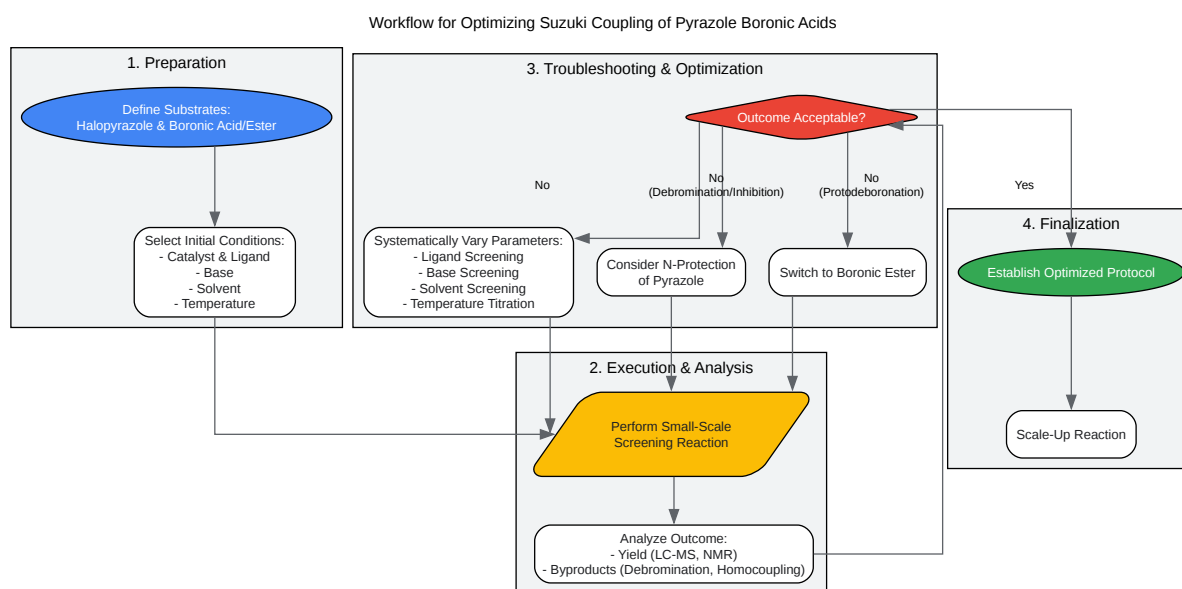 Workflow for Optimizing Suzuki Coupling of Pyrazole Boronic Acids
1. Preparation
Define Substrates:
Halopyrazole & Boronic Acid/Ester
Select Initial Conditions:
- Catalyst & Ligand
- Base
- Solvent
- Temperature
3. Troubleshooting & Optimization
Outcome Acceptable?
No
No
(Debromination/Inhibition)
No
(Protodeboronation)
Yes
Systematically Vary Parameters:
- Ligand Screening
- Base Screening
- Solvent Screening
- Temperature Titration
Consider N-Protection
of Pyrazole
Switch to Boronic Ester
2. Execution & Analysis
Perform Small-Scale
Screening Reaction
Analyze Outcome:
- Yield (LC-MS, NMR)
- Byproducts (Debromination, Homocoupling)
4. Finalization
Establish Optimized Protocol
Scale-Up Reaction